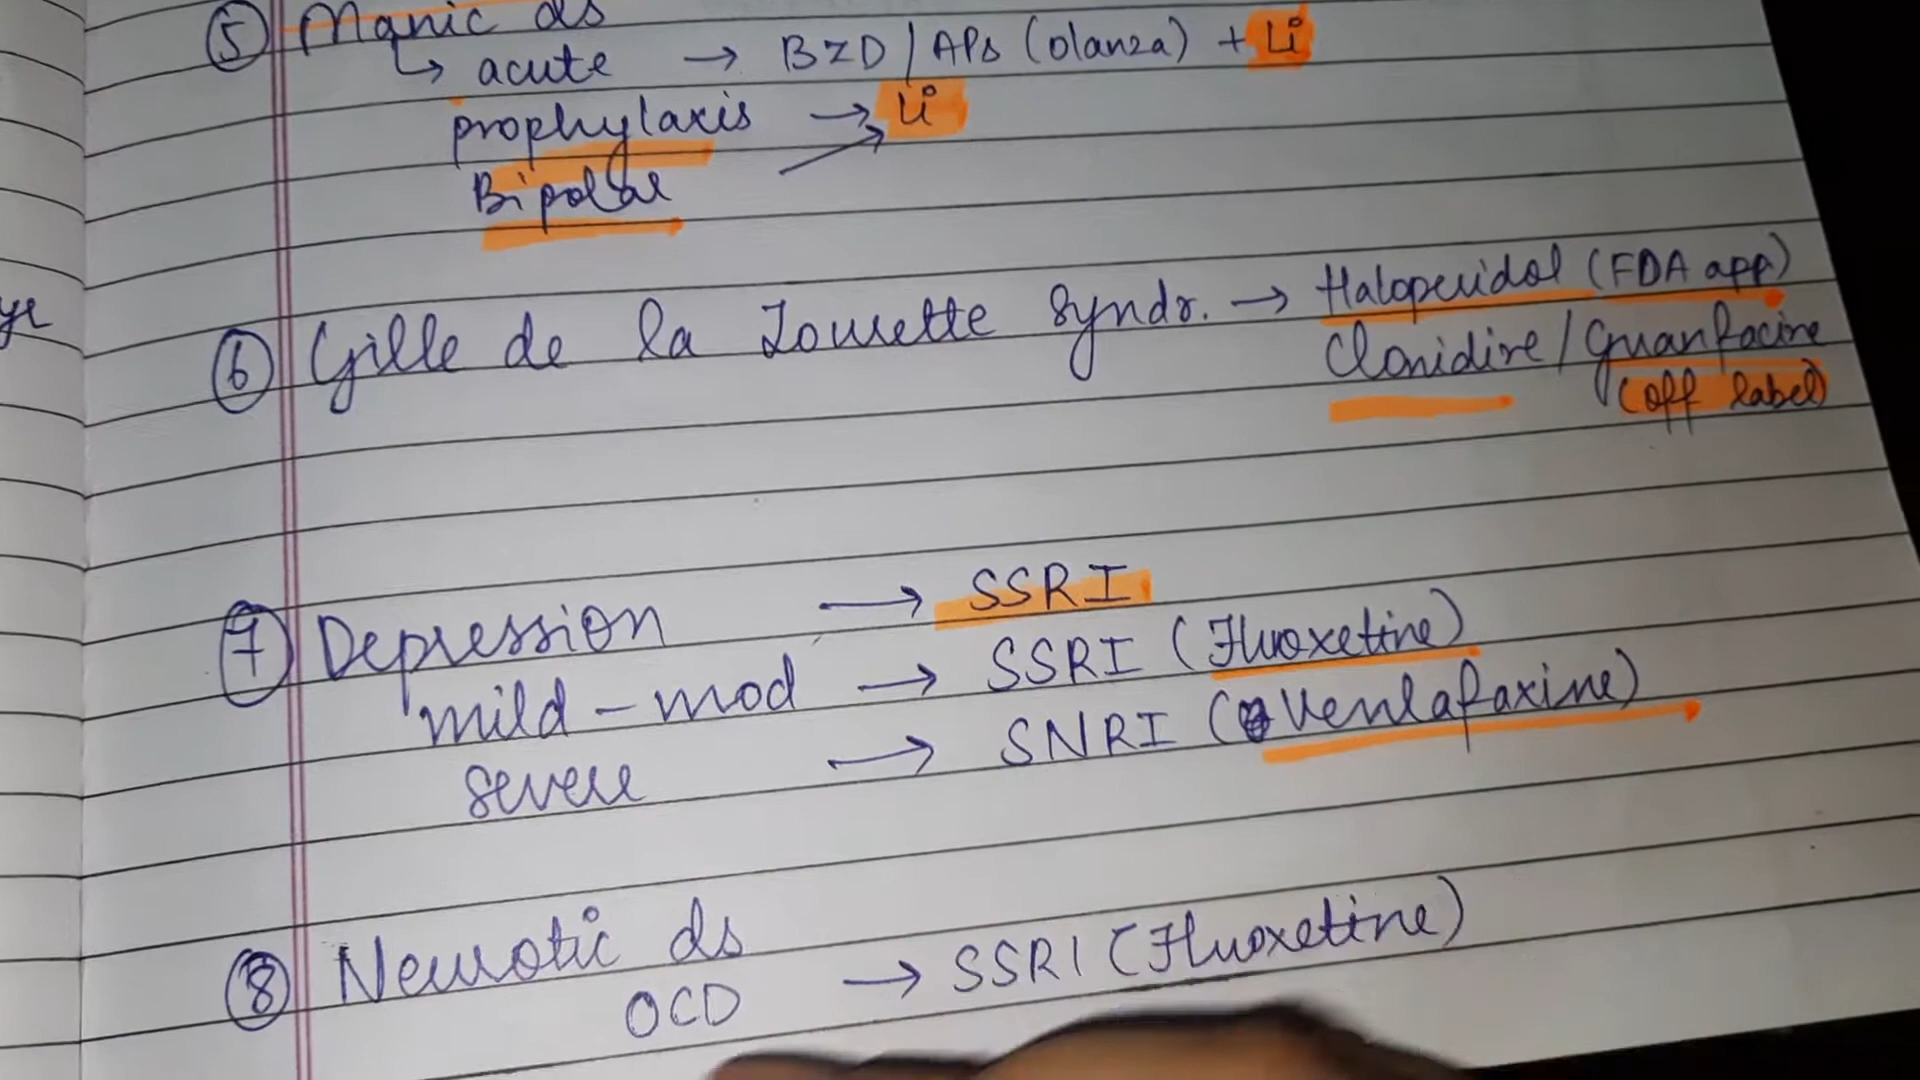 ⑤ Manic ds
↳ acute → BZD / APs (olanza) + Li
prophylaxis → Li
Bipolar
⑥ Gille de la Tourette Syndr. → Haloperidol (FDA app)
Clonidine / Guanfacine
(off label)
⑦ Depression → SSRI
mild - mod → SSRI (Fluoxetine)
severe → SNRI (Venlafaxine)
⑧ Neurotic ds
OCD → SSRI (Fluoxetine)